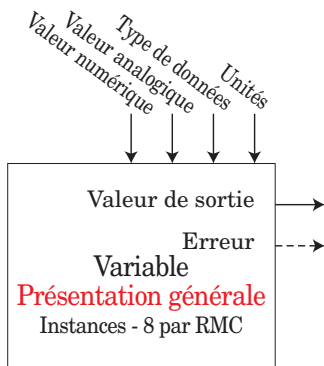 Valeur numérique
Valeur analogique
Type de données
Unités
Valeur de sortie
Erreur
Variable
Présentation générale
Instances - 8 par RMC